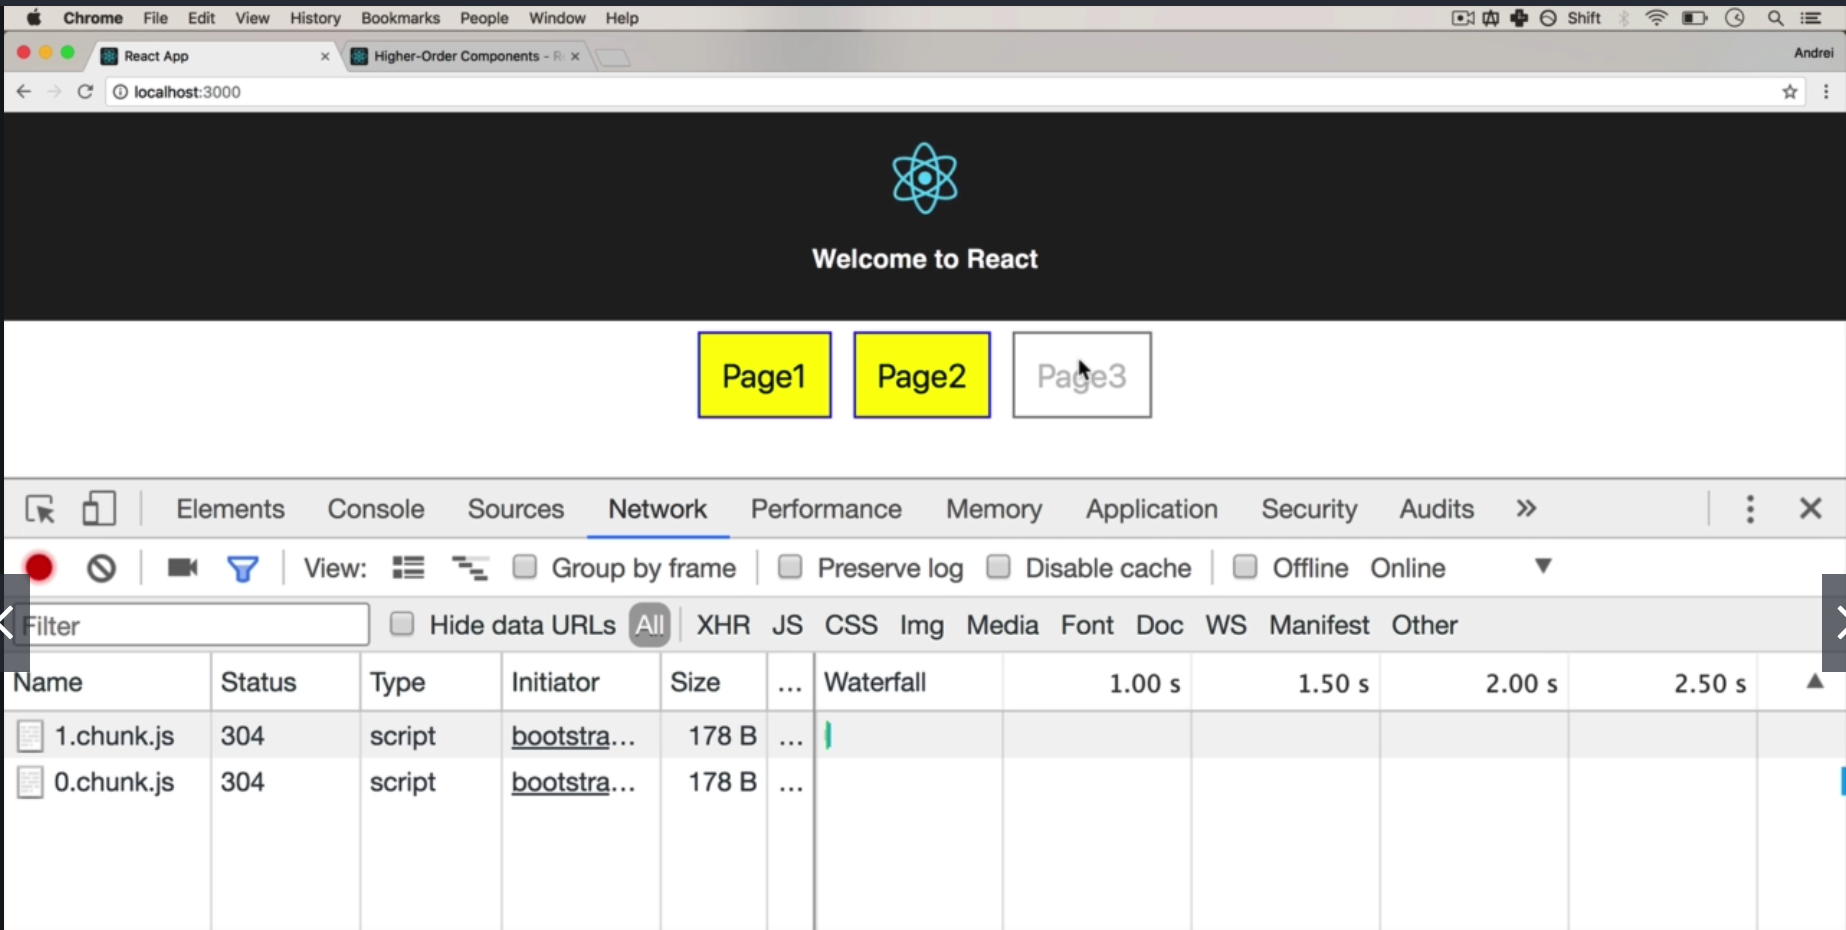 Chrome File Edit View History Bookmarks People Window Help Shift
React App Higher-Order Components - R Andrei
localhost:3000
Welcome to React
Page1 Page2 Page3
Elements Console Sources Network Performance Memory Application Security Audits
View: Group by frame Preserve log Disable cache Offline Online
Filter Hide data URLs All XHR JS CSS Img Media Font Doc WS Manifest Other
Name Status Type Initiator Size ... Waterfall 1.00 s 1.50 s 2.00 s 2.50 s
1.chunk.js 304 script bootstra... 178 B ...
0.chunk.js 304 script bootstra... 178 B ...